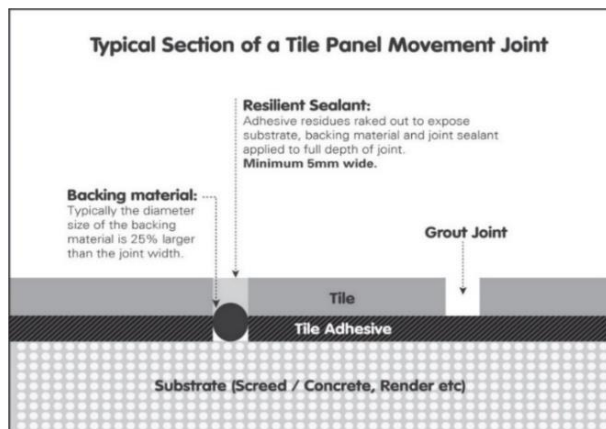 Typical Section of a Tile Panel Movement Joint
Resilient Sealant:
Adhesive residues raked out to expose
substrate, backing material and joint sealant
applied to full depth of joint.
Minimum 5mm wide.
Backing material:
Typically the diameter
size of the backing
material is 25% larger
than the joint width.
Grout Joint
Tile
Tile Adhesive
Substrate (Screed / Concrete, Render etc)